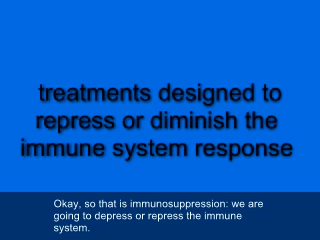 treatments designed to
repress or diminish the
immune system response
Okay, so that is immunosuppression: we are
going to depress or repress the immune
system.